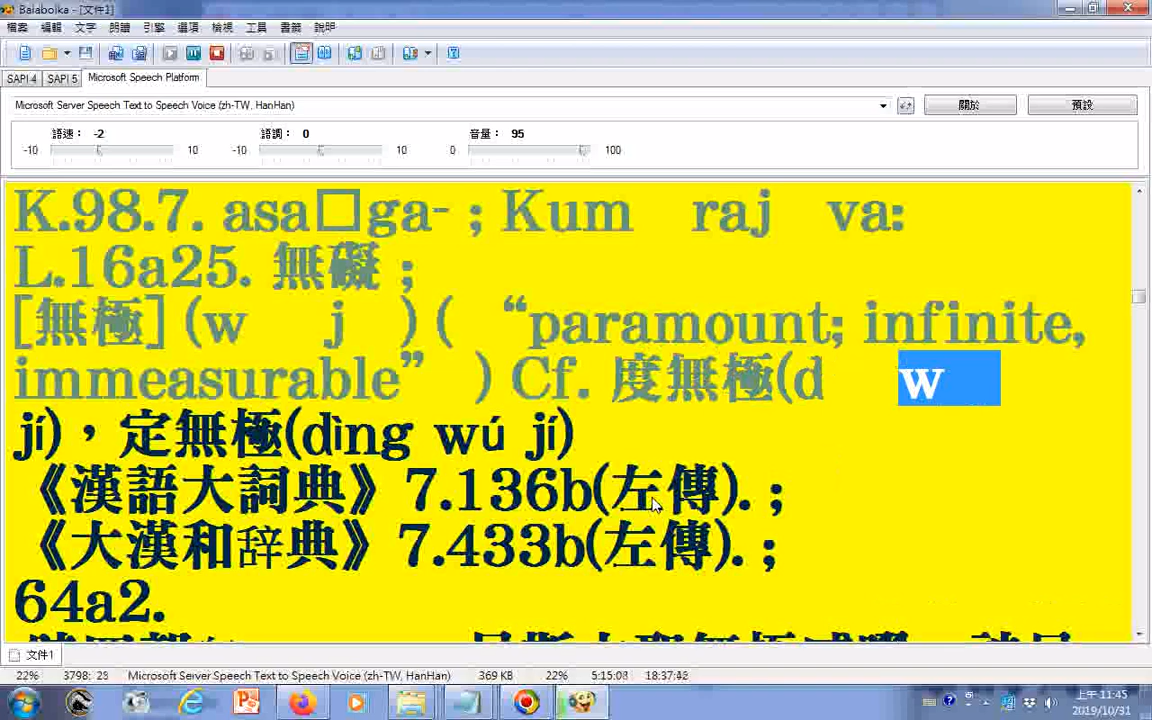 Balabolka - [文件1]
檔案 編輯 文字 朗讀 引擎 選項 檢視 工具 書籤 說明
SAPI 4 SAPI 5 Microsoft Speech Platform
Microsoft Server Speech Text to Speech Voice (zh-TW, HanHan) 關於 預設
語速： -2 語調： 0 音量： 95
-10 10 -10 10 0 100
K.98.7. asa□ga- ; Kum raj va:
L.16a25. 無礙 ;
[無極] (w j ) ( “paramount; infinite,
immeasurable” ) Cf. 度無極(d w
jí)，定無極(dìng wú jí)
《漢語大詞典》 7.136b(左傳). ;
《大漢和辞典》 7.433b(左傳). ;
64a2.
文件1
22% 3798: 23 Microsoft Server Speech Text to Speech Voice (zh-TW, HanHan) 369 KB 22% 5:15:03 18:37:42
上午 11:45
2019/10/31